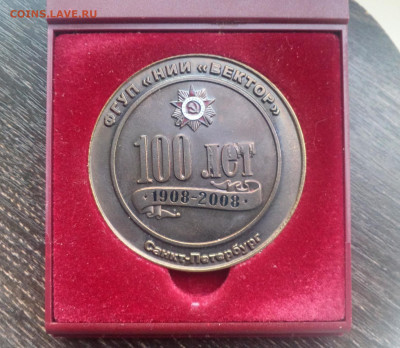 COINS.LAVE.RU
ФГУП «НИИ «ВЕКТОР»
100 лет
·1908-2008·
Санкт-Петербург